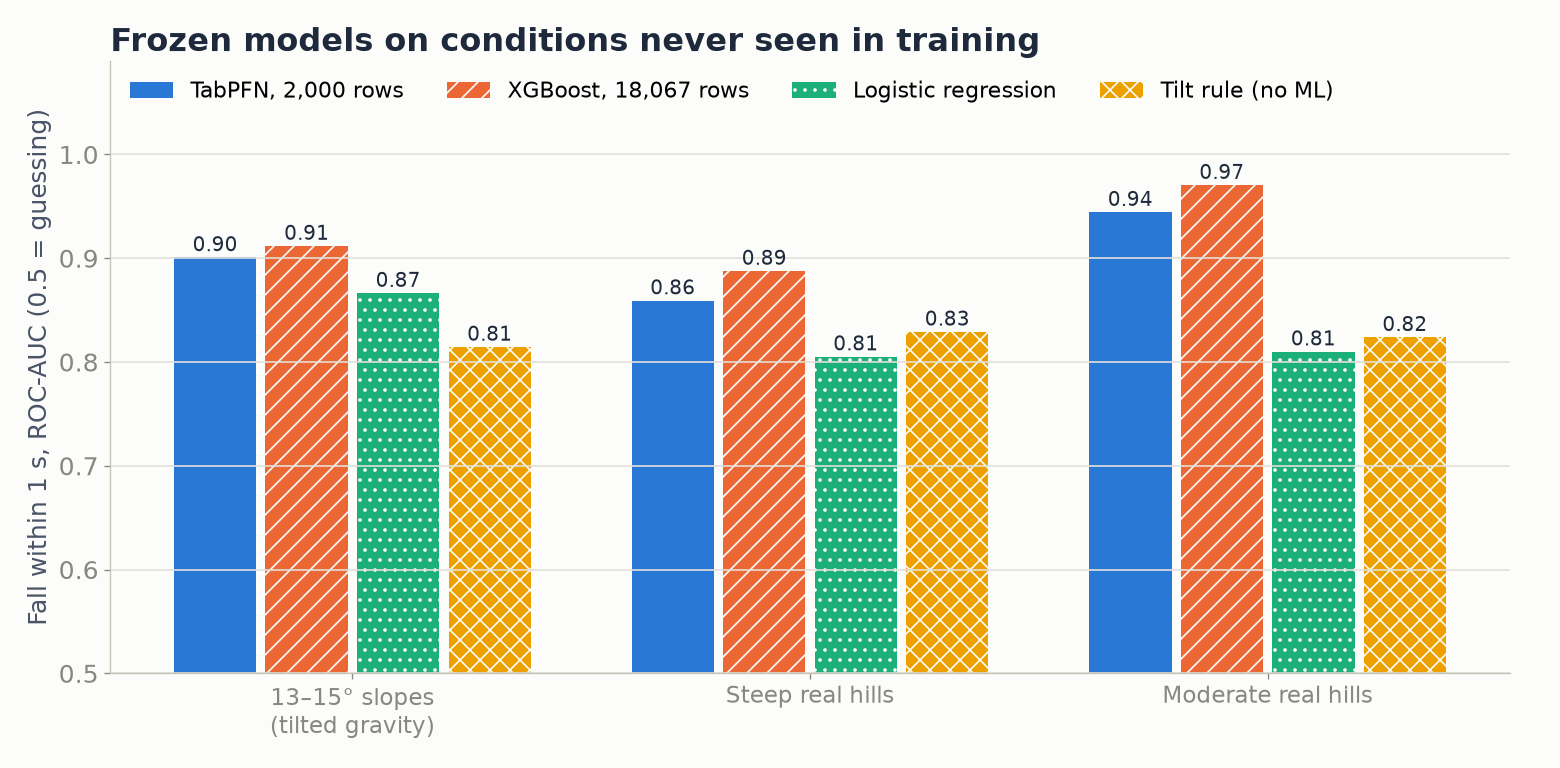 Frozen models on conditions never seen in training
TabPFN, 2,000 rows
XGBoost, 18,067 rows
Logistic regression
Tilt rule (no ML)
Fall within 1 s, ROC-AUC (0.5 = guessing)
1.0
0.9
0.8
0.7
0.6
0.5
0.90
0.91
0.87
0.81
0.86
0.89
0.81
0.83
0.94
0.97
0.81
0.82
13–15° slopes
(tilted gravity)
Steep real hills
Moderate real hills